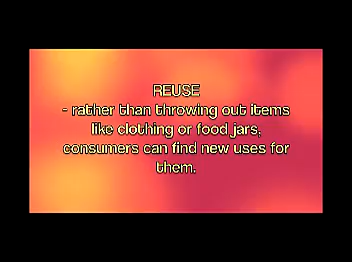 REUSE
- rather than throwing out items
like clothing or food jars,
consumers can find new uses for
them.